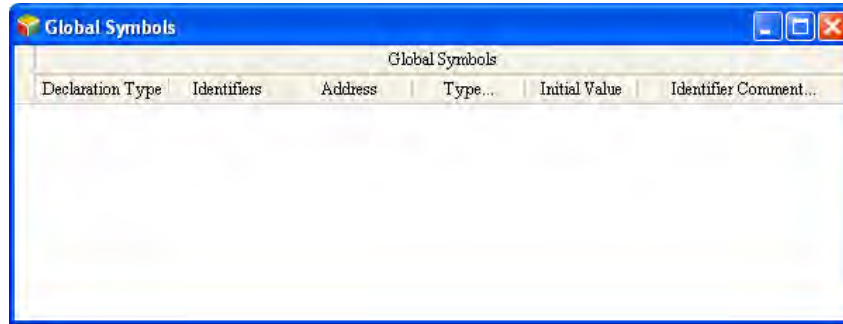 Global Symbols
Global Symbols
Declaration Type Identifiers Address Type... Initial Value Identifier Comment...